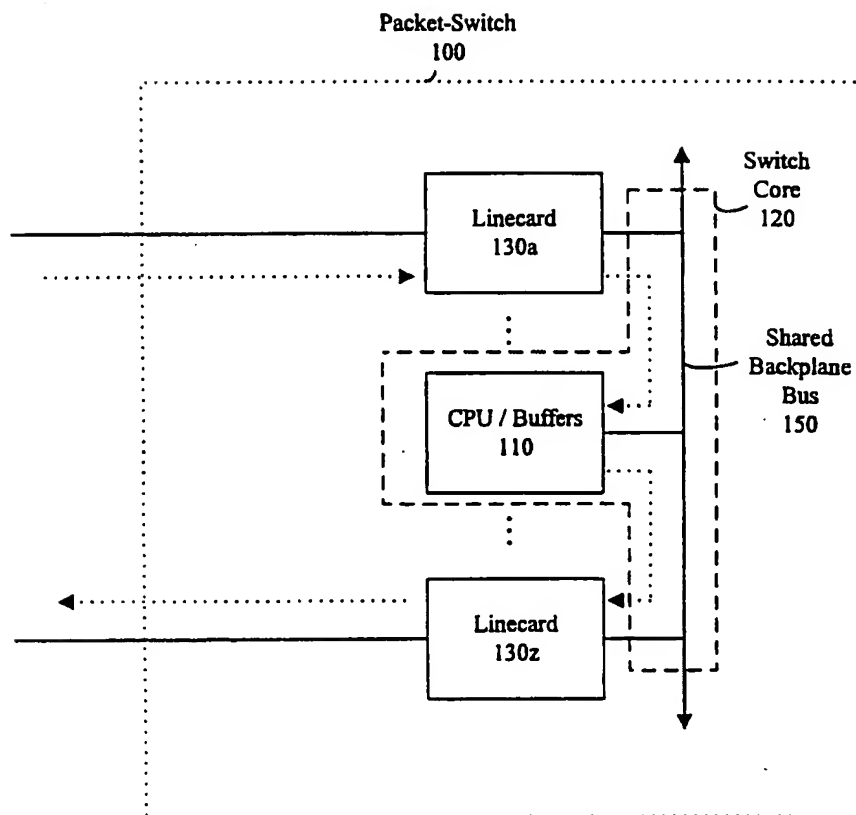 Packet-Switch
100
Switch
Core
120
Linecard
130a
Shared
Backplane
Bus
150
CPU / Buffers
110
Linecard
130z